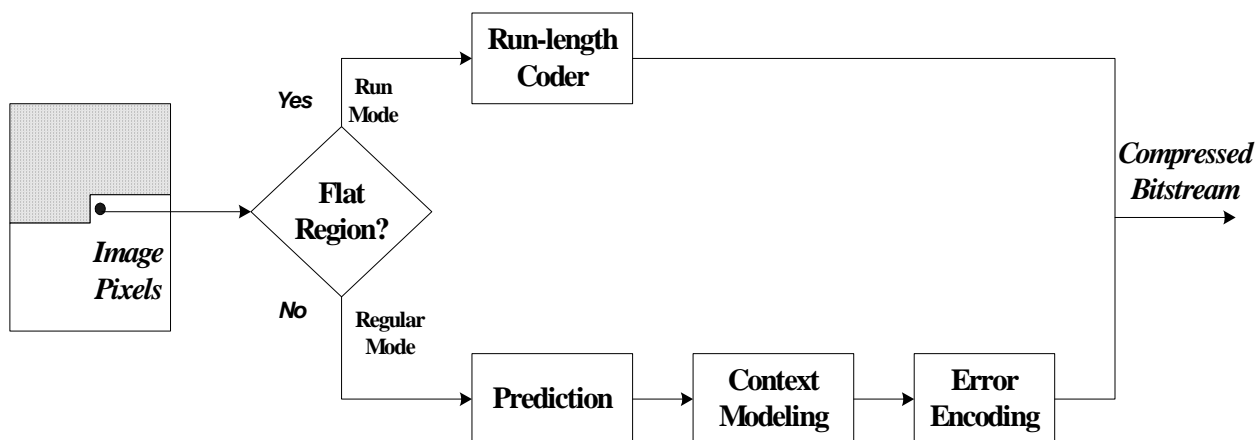 Run-length
Coder
Yes
Run
Mode
Flat
Region?
Image
Pixels
Compressed
Bitstream
No
Regular
Mode
Prediction
Context
Modeling
Error
Encoding